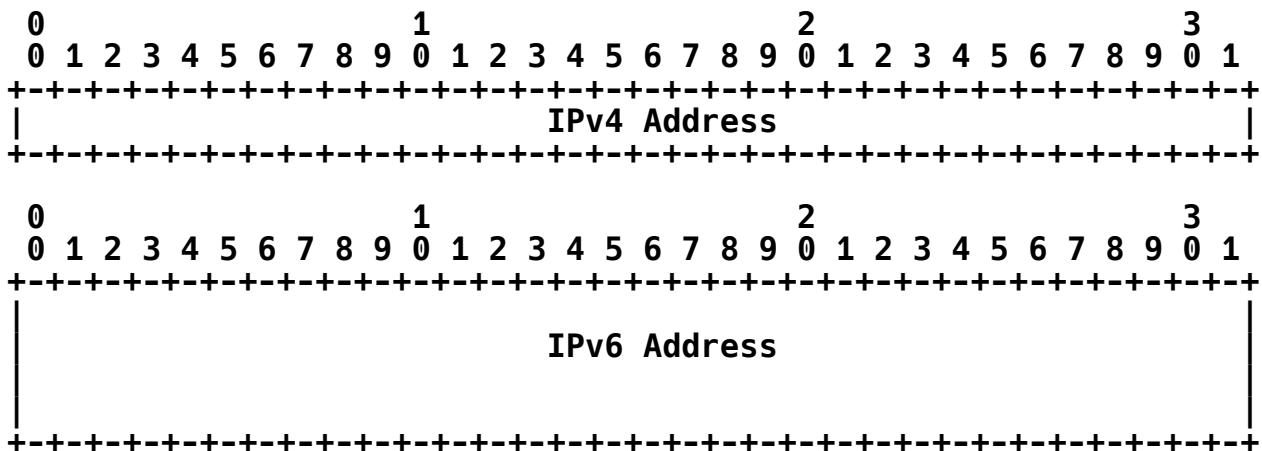 0                   1                   2                   3
 0 1 2 3 4 5 6 7 8 9 0 1 2 3 4 5 6 7 8 9 0 1 2 3 4 5 6 7 8 9 0 1
+-+-+-+-+-+-+-+-+-+-+-+-+-+-+-+-+-+-+-+-+-+-+-+-+-+-+-+-+-+-+-+-+
|                           IPv4 Address                        |
+-+-+-+-+-+-+-+-+-+-+-+-+-+-+-+-+-+-+-+-+-+-+-+-+-+-+-+-+-+-+-+-+
 0                   1                   2                   3
 0 1 2 3 4 5 6 7 8 9 0 1 2 3 4 5 6 7 8 9 0 1 2 3 4 5 6 7 8 9 0 1
+-+-+-+-+-+-+-+-+-+-+-+-+-+-+-+-+-+-+-+-+-+-+-+-+-+-+-+-+-+-+-+-+
|                                                               |
|                           IPv6 Address                        |
|                                                               |
|                                                               |
+-+-+-+-+-+-+-+-+-+-+-+-+-+-+-+-+-+-+-+-+-+-+-+-+-+-+-+-+-+-+-+-+